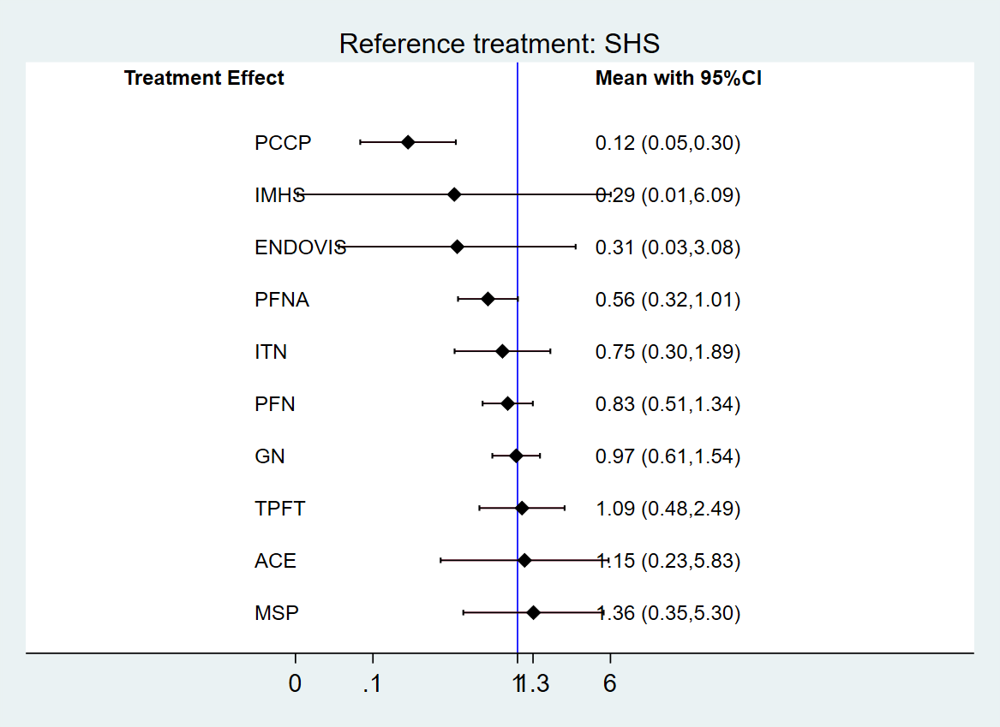 Reference treatment: SHS
Treatment Effect Mean with 95%CI
PCCP 0.12 (0.05,0.30)
IMHS 0.29 (0.01,6.09)
ENDOVIS 0.31 (0.03,3.08)
PFNA 0.56 (0.32,1.01)
ITN 0.75 (0.30,1.89)
PFN 0.83 (0.51,1.34)
GN 0.97 (0.61,1.54)
TPFT 1.09 (0.48,2.49)
ACE 1.15 (0.23,5.83)
MSP 1.36 (0.35,5.30)
0 .1 1 1.3 6